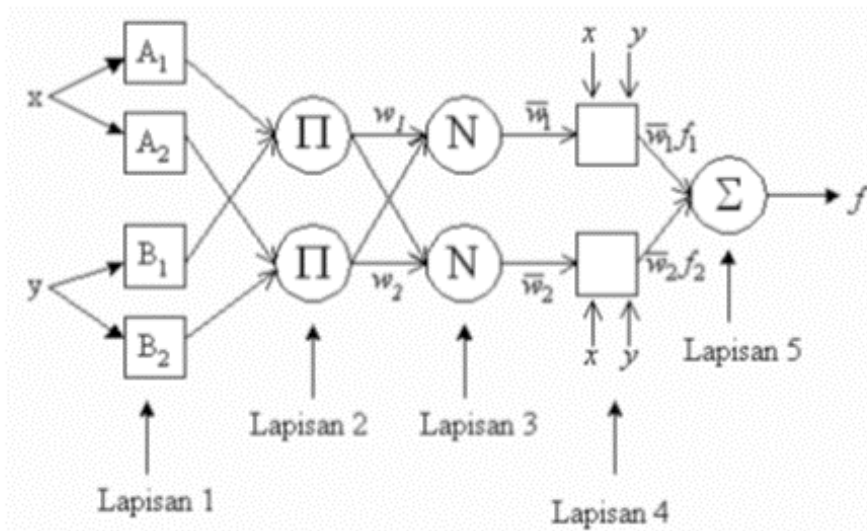 x y
A₁
w₁ w̅₁ w̅₁f₁
x Π N
A₂
Σ f
B₁
y Π N
w₂ w̅₂ w̅₂f₂
B₂
x y
Lapisan 5
Lapisan 2 Lapisan 3
Lapisan 1 Lapisan 4